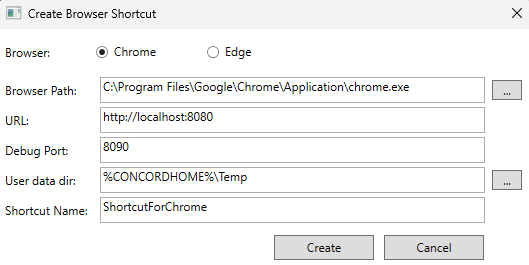 Create Browser Shortcut
Browser: Chrome Edge
Browser Path: C:\Program Files\Google\Chrome\Application\chrome.exe ...
URL: http://localhost:8080
Debug Port: 8090
User data dir: %CONCORDHOME%\Temp ...
Shortcut Name: ShortcutForChrome
Create Cancel